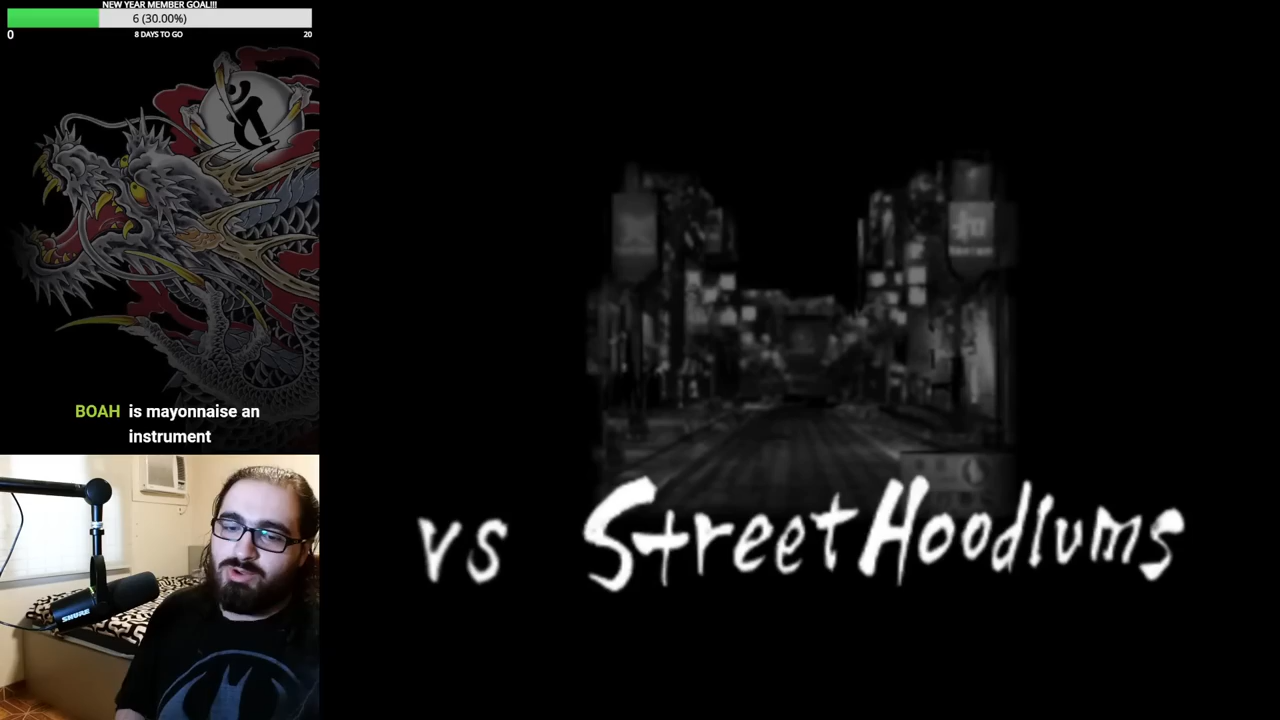 NEW YEAR MEMBER GOAL!!!
6 (30.00%)
0
8 DAYS TO GO
20
BOAH is mayonnaise an
instrument
SHURE
vs Street Hoodlums